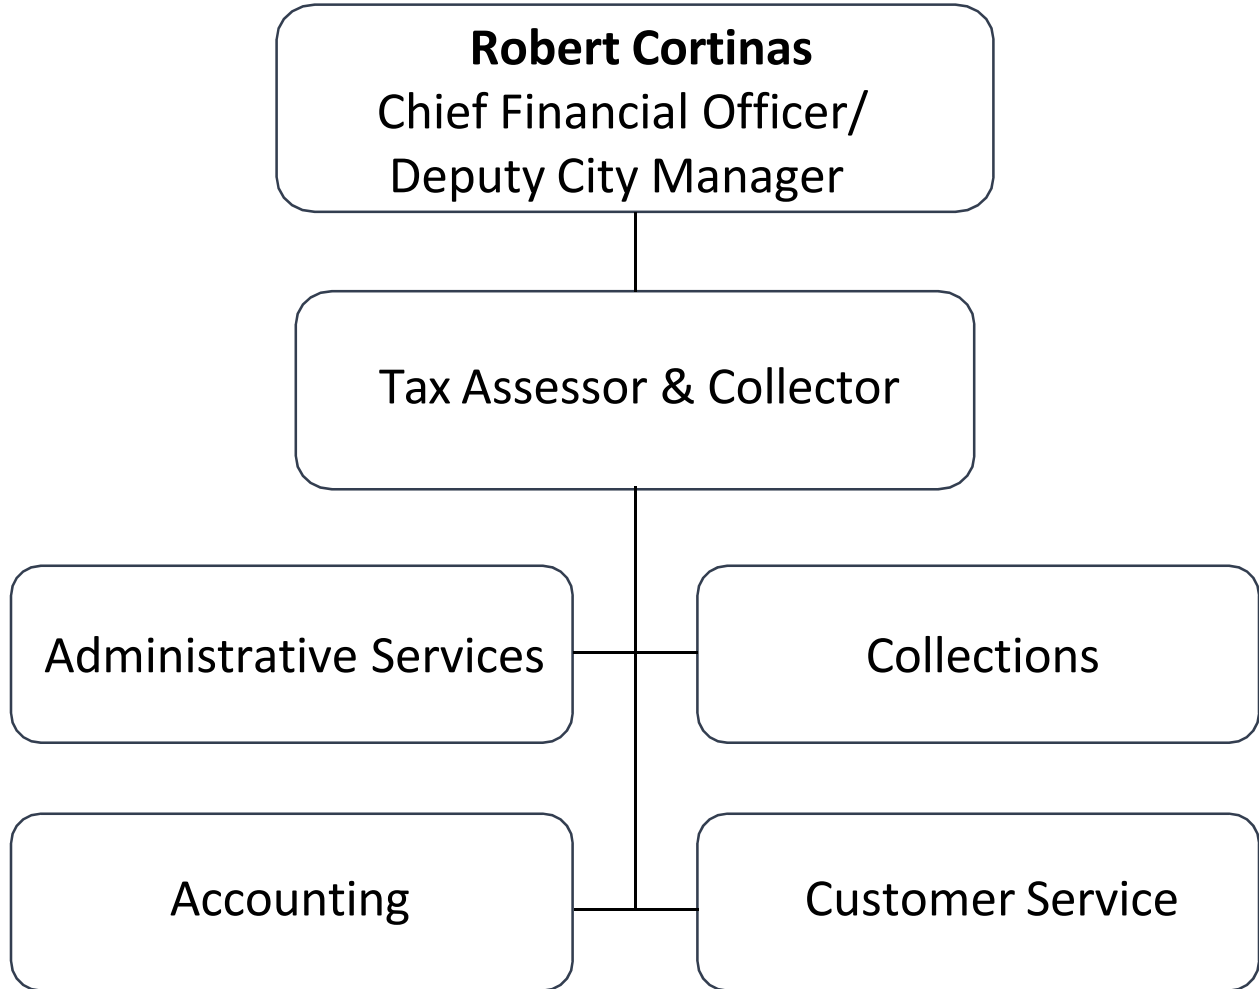 Robert Cortinas
Chief Financial Officer/
Deputy City Manager
Tax Assessor & Collector
Administrative Services
Collections
Accounting
Customer Service